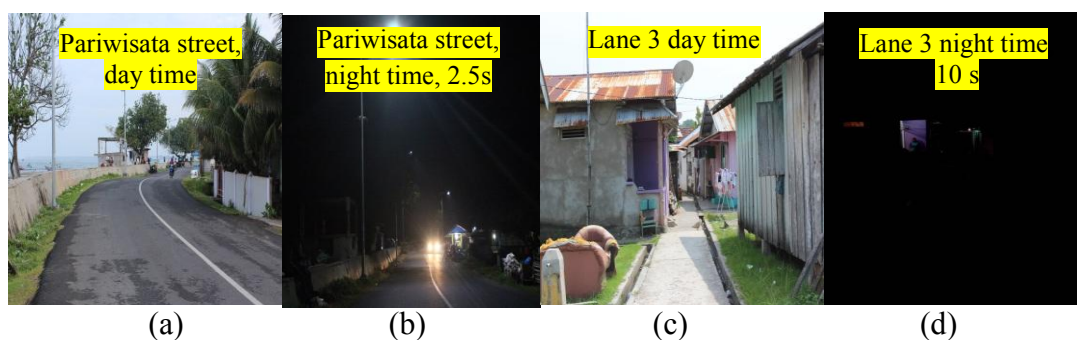 Pariwisata street,
day time
Pariwisata street,
night time, 2.5s
Lane 3 day time
Lane 3 night time
10 s
(a)
(b)
(c)
(d)